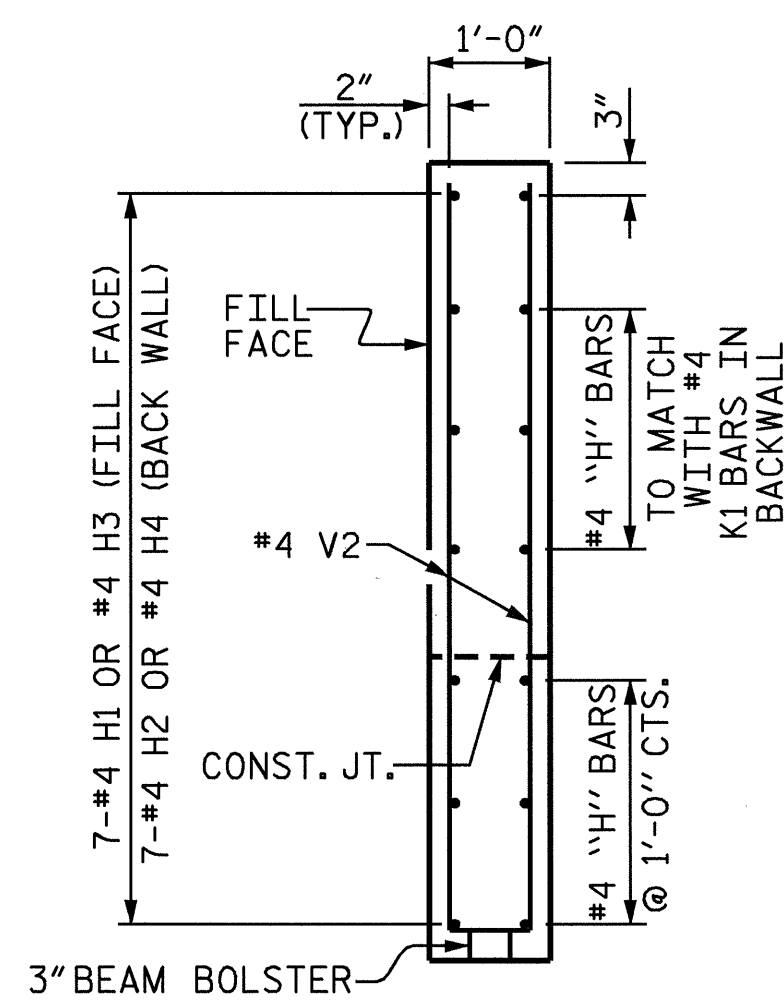 1'-0"
2"
(TYP.)
3"
FILL
FACE
7-#4 H1 OR #4 H3 (FILL FACE)
7-#4 H2 OR #4 H4 (BACK WALL)
#4 "H" BARS
TO MATCH
WITH #4
K1 BARS IN
BACKWALL
#4 V2
CONST. JT.
#4 "H" BARS
@ 1'-0" CTS.
3" BEAM BOLSTER